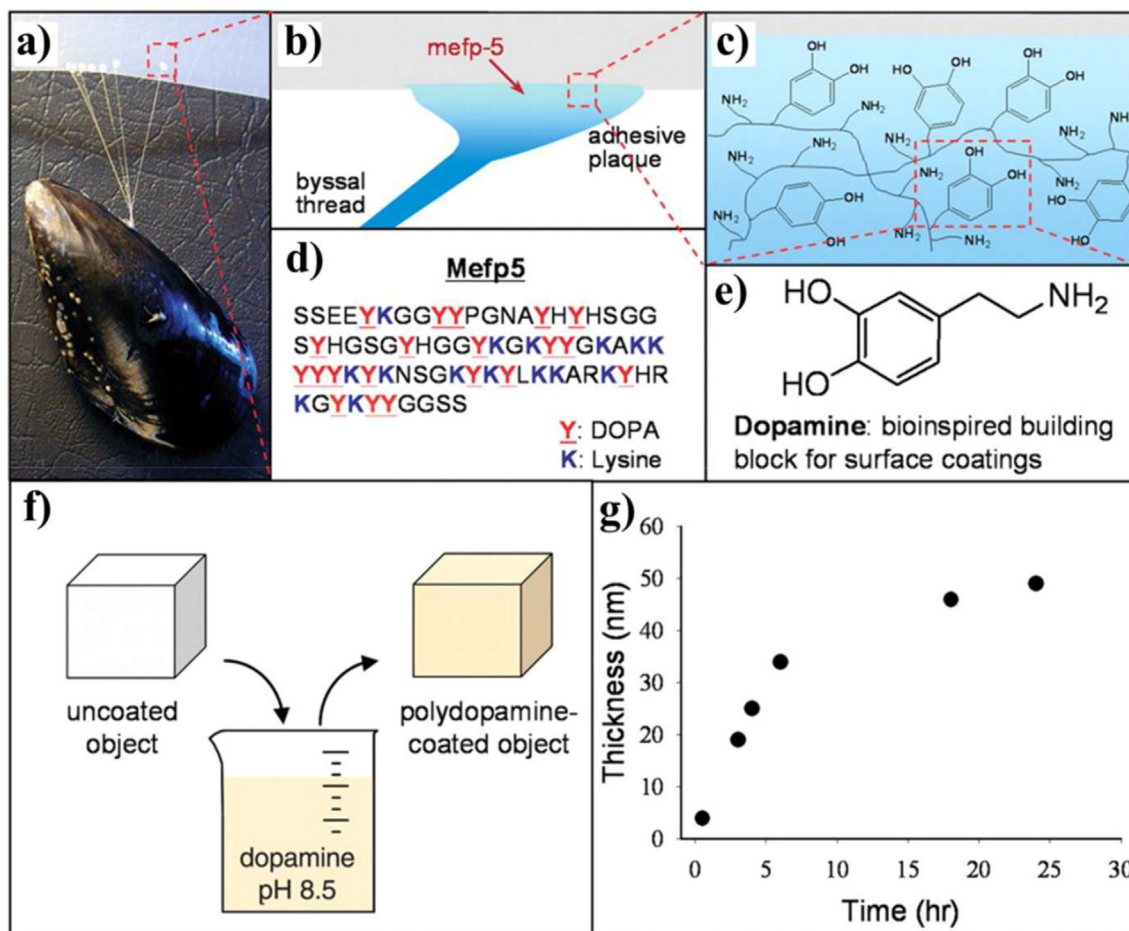 a)
b)
mefp-5
adhesive
plaque
byssal
thread
c)
OH
OH
HO
OH
OH
OH
NH2
NH2
NH2
NH2
NH2
NH2
NH2
NH2
OH
OH
OH
OH
NH2
HO
OH
NH2
NH2
NH2
OH
d)
Mefp5
SSEEYKGGYYPGNAYHYHSGG
SYHGSGYHGGYKGKYYGKAKK
YYYKYKNSGKYKYLKKARKYHR
KGYKYYGGSS
Y: DOPA
K: Lysine
e)
HO
NH2
HO
Dopamine: bioinspired building
block for surface coatings
f)
uncoated
object
polydopamine-
coated object
dopamine
pH 8.5
g)
60
50
40
30
20
10
0
Thickness (nm)
0 5 10 15 20 25 30
Time (hr)